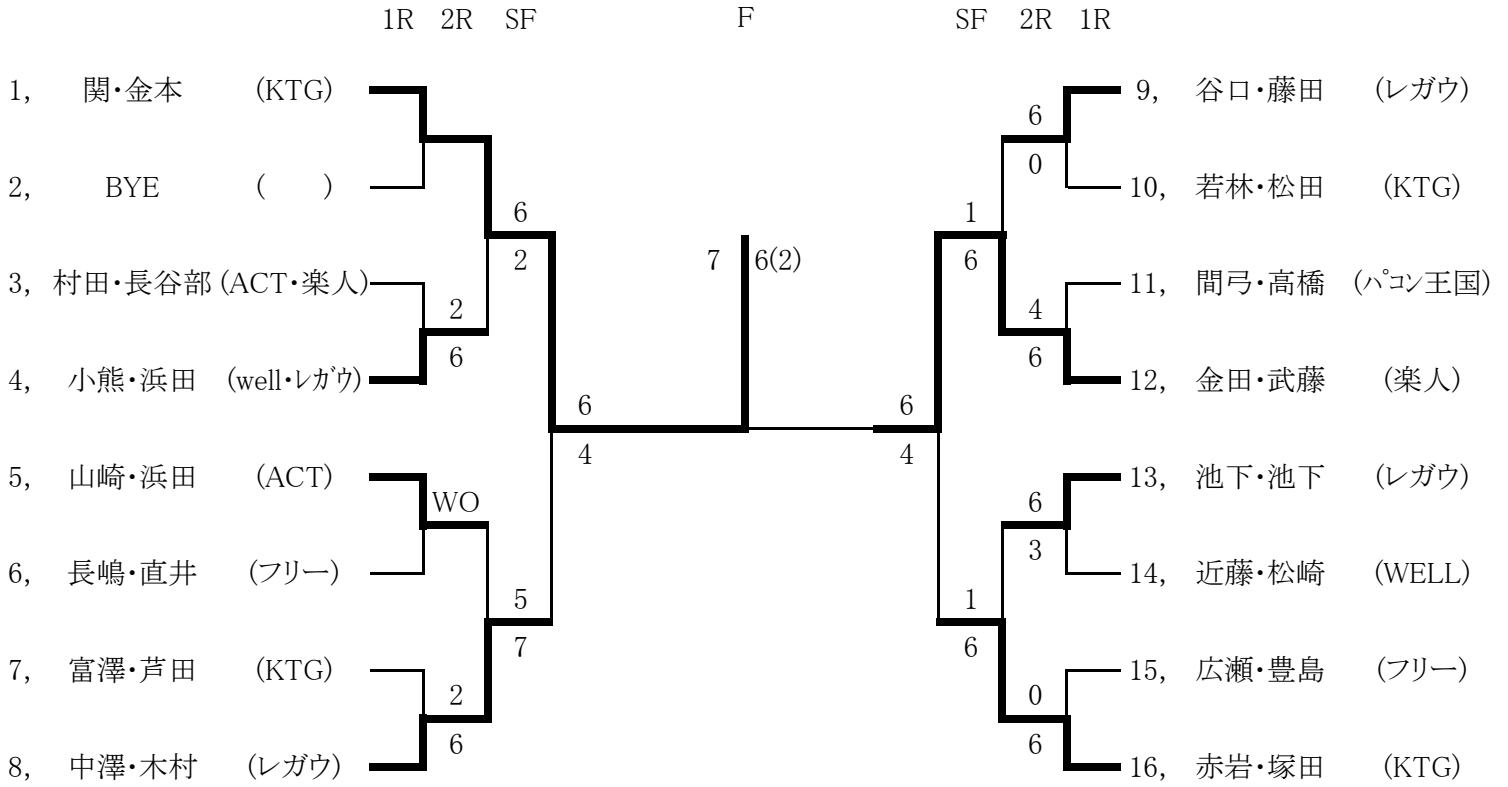 1R 2R SF F SF 2R 1R
1, 関・金本 (KTG) 9, 谷口・藤田 (レガウ)
6
0
2, BYE ( ) 10, 若林・松田 (KTG)
6 1
2 7 6(2) 6
3, 村田・長谷部 (ACT・楽人) 11, 間弓・高橋 (パコン王国)
2 4
6 6
4, 小熊・浜田 (well・レガウ) 12, 金田・武藤 (楽人)
6 6
4 4
5, 山崎・浜田 (ACT) 13, 池下・池下 (レガウ)
WO 6
3
6, 長嶋・直井 (フリー) 14, 近藤・松崎 (WELL)
5 1
7 6
7, 富澤・芦田 (KTG) 15, 広瀬・豊島 (フリー)
2 0
6 6
8, 中澤・木村 (レガウ) 16, 赤岩・塚田 (KTG)